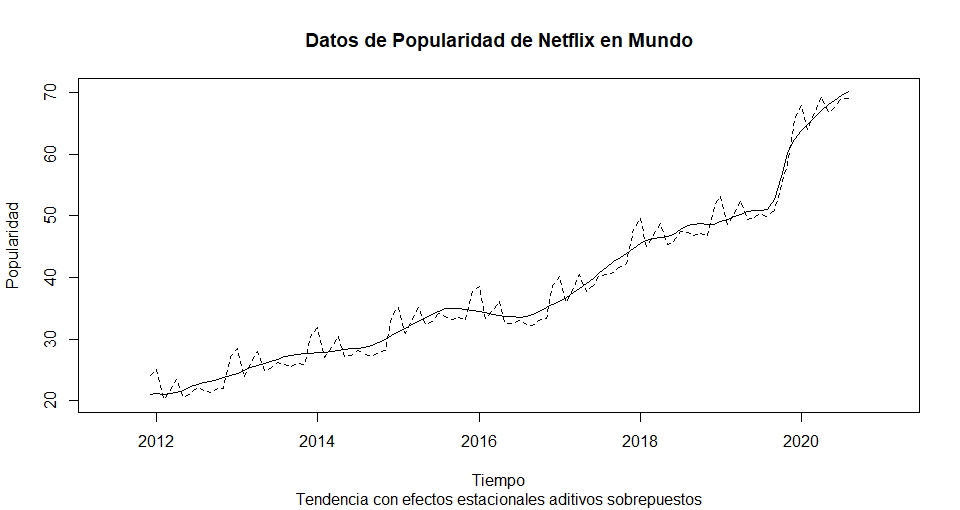 Datos de Popularidad de Netflix en Mundo
Popularidad
70
60
50
40
30
20
2012 2014 2016 2018 2020
Tiempo
Tendencia con efectos estacionales aditivos sobrepuestos